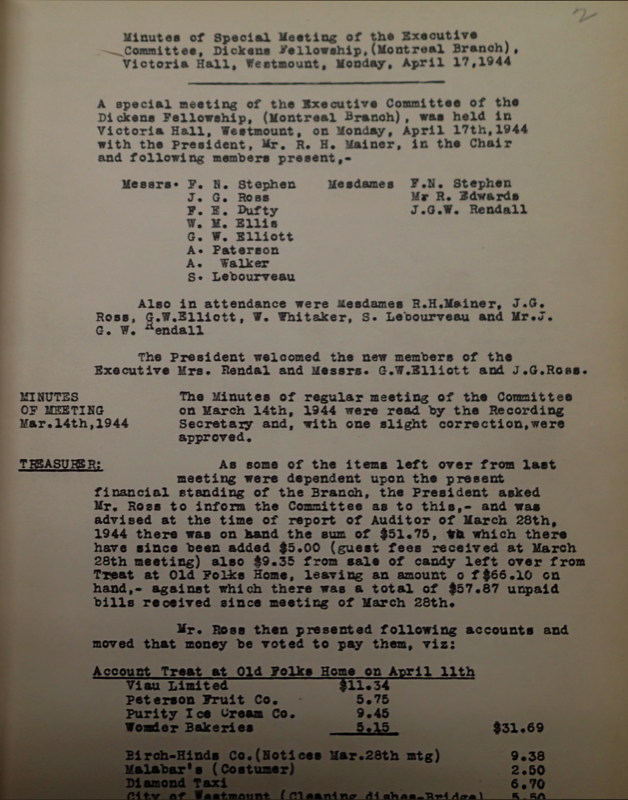 2
Minutes of Special Meeting of the Executive
Committee, Dickens Fellowship,(Montreal Branch),
Victoria Hall, Westmount, Monday, April 17,1944
A special meeting of the Executive Committee of the
Dickens Fellowship, (Montreal Branch), was held in
Victoria Hall, Westmount, on Monday, April 17th,1944
with the President, Mr. R. H. Mainer, in the Chair
and following members present,-
Messrs. F. N. Stephen Mesdames F.N. Stephen
J. G. Ross Mr R. Edwards
F. E. Dufty J.G.W. Rendall
W. M. Ellis
G. W. Elliott
A. Paterson
A. Walker
S. Lebourveau
Also in attendance were Mesdames R.H.Mainer, J.G.
Ross, G.W.Elliott, W. Whitaker, S. Lebourveau and Mr.J.
G. W. Rendall
The President welcomed the new members of the
Executive Mrs. Rendal and Messrs. G.W.Elliott and J.G.Ross.
MINUTES The Minutes of regular meeting of the Committee
OF MEETING on March 14th, 1944 were read by the Recording
Mar.14th,1944 Secretary and, with one slight correction,were
approved.
TREASURER: As some of the items left over from last
meeting were dependent upon the present
financial standing of the Branch, the President asked
Mr. Ross to inform the Committee as to this,- and was
advised at the time of report of Auditor of March 28th,
1944 there was on hand the sum of $51.75, which there
have since been added $5.00 (guest fees received at March
28th meeting) also $9.35 from sale of candy left over from
Treat at Old Folks Home, leaving an amount o f$66.10 on
hand,- against which there was a total of $57.87 unpaid
bills received since meeting of March 28th.
Mr. Ross then presented following accounts and
moved that money be voted to pay them, viz:
Account Treat at Old Folks Home on April 11th
Viau Limited $11.34
Peterson Fruit Co. 5.75
Purity Ice Cream Co. 9.45
Wonder Bakeries 5.15 $31.69
Birch-Hinds Co.(Notices Mar.28th mtg) 9.38
Malabar's (Costumer) 2.50
Diamond Taxi 6.70
City of Westmount (Cleaning dishes-Bridge) 5.50